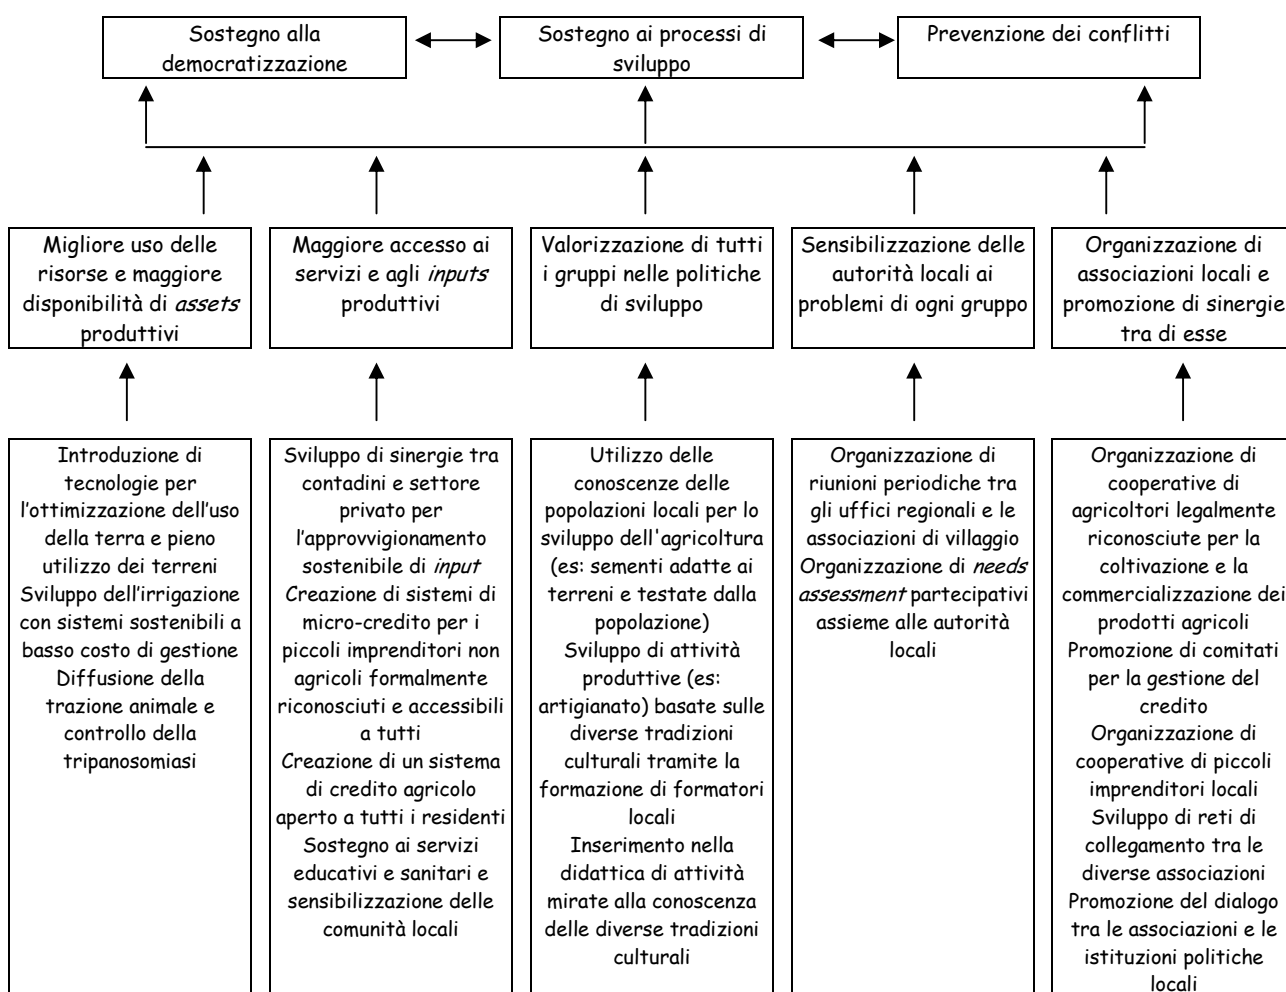 Sostegno alla
democratizzazione
Sostegno ai processi di
sviluppo
Prevenzione dei conflitti
Migliore uso delle
risorse e maggiore
disponibilità di assets
produttivi
Maggiore accesso ai
servizi e agli inputs
produttivi
Valorizzazione di tutti
i gruppi nelle politiche
di sviluppo
Sensibilizzazione delle
autorità locali ai
problemi di ogni gruppo
Organizzazione di
associazioni locali e
promozione di sinergie
tra di esse
Introduzione di
tecnologie per
l'ottimizzazione dell'uso
della terra e pieno
utilizzo dei terreni
Sviluppo dell'irrigazione
con sistemi sostenibili a
basso costo di gestione
Diffusione della
trazione animale e
controllo della
tripanosomiasi
Sviluppo di sinergie tra
contadini e settore
privato per
l'approvvigionamento
sostenibile di input
Creazione di sistemi di
micro-credito per i
piccoli imprenditori non
agricoli formalmente
riconosciuti e accessibili
a tutti
Creazione di un sistema
di credito agricolo
aperto a tutti i residenti
Sostegno ai servizi
educativi e sanitari e
sensibilizzazione delle
comunità locali
Utilizzo delle
conoscenze delle
popolazioni locali per lo
sviluppo dell'agricoltura
(es: sementi adatte ai
terreni e testate dalla
popolazione)
Sviluppo di attività
produttive (es:
artigianato) basate sulle
diverse tradizioni
culturali tramite la
formazione di formatori
locali
Inserimento nella
didattica di attività
mirate alla conoscenza
delle diverse tradizioni
culturali
Organizzazione di
riunioni periodiche tra
gli uffici regionali e le
associazioni di villaggio
Organizzazione di needs
assessment partecipativi
assieme alle autorità
locali
Organizzazione di
cooperative di
agricoltori legalmente
riconosciute per la
coltivazione e la
commercializzazione dei
prodotti agricoli
Promozione di comitati
per la gestione del
credito
Organizzazione di
cooperative di piccoli
imprenditori locali
Sviluppo di reti di
collegamento tra le
diverse associazioni
Promozione del dialogo
tra le associazioni e le
istituzioni politiche
locali